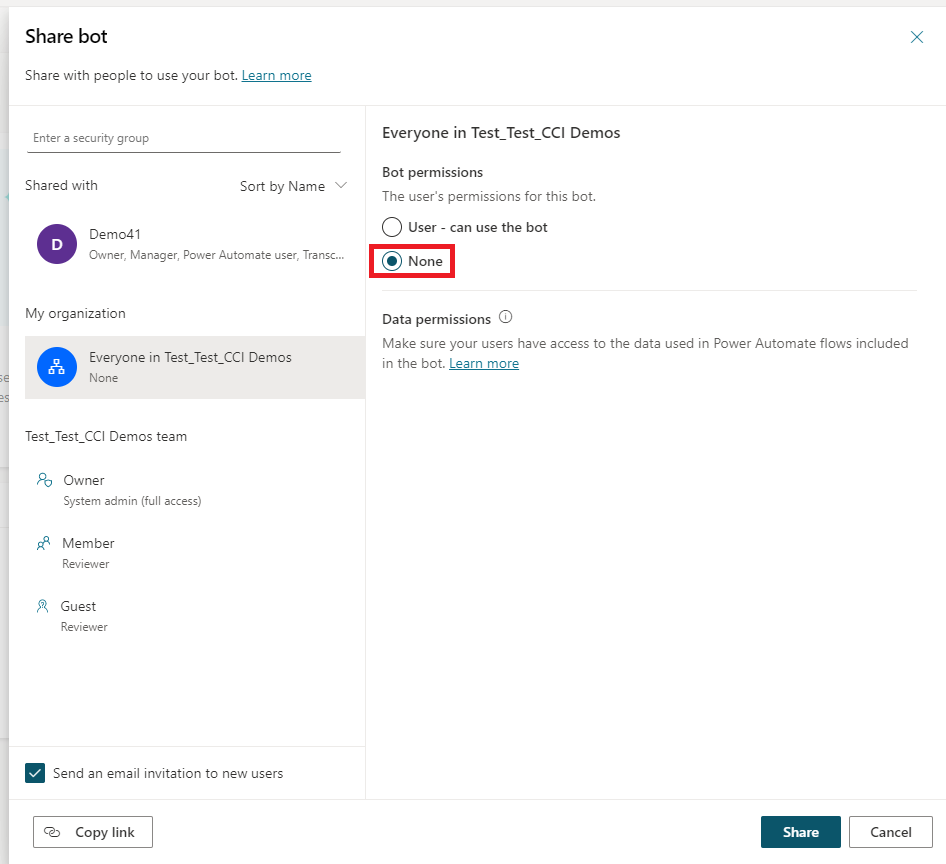 Share bot
Share with people to use your bot. Learn more
Enter a security group
Shared with
Sort by Name
D
Demo41
Owner, Manager, Power Automate user, Transc...
My organization
Everyone in Test_Test_CCI Demos
None
Test_Test_CCI Demos team
Owner
System admin (full access)
Member
Reviewer
Guest
Reviewer
Send an email invitation to new users
Everyone in Test_Test_CCI Demos
Bot permissions
The user's permissions for this bot.
User - can use the bot
None
Data permissions
Make sure your users have access to the data used in Power Automate flows included
in the bot. Learn more
Copy link
Share
Cancel